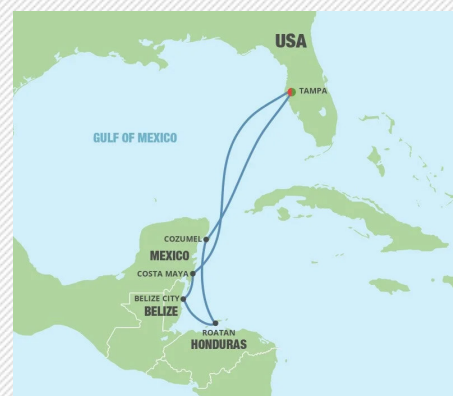 USA
TAMPA
GULF OF MEXICO
COZUMEL
MEXICO
COSTA MAYA
BELIZE CITY
BELIZE
ROATAN
HONDURAS